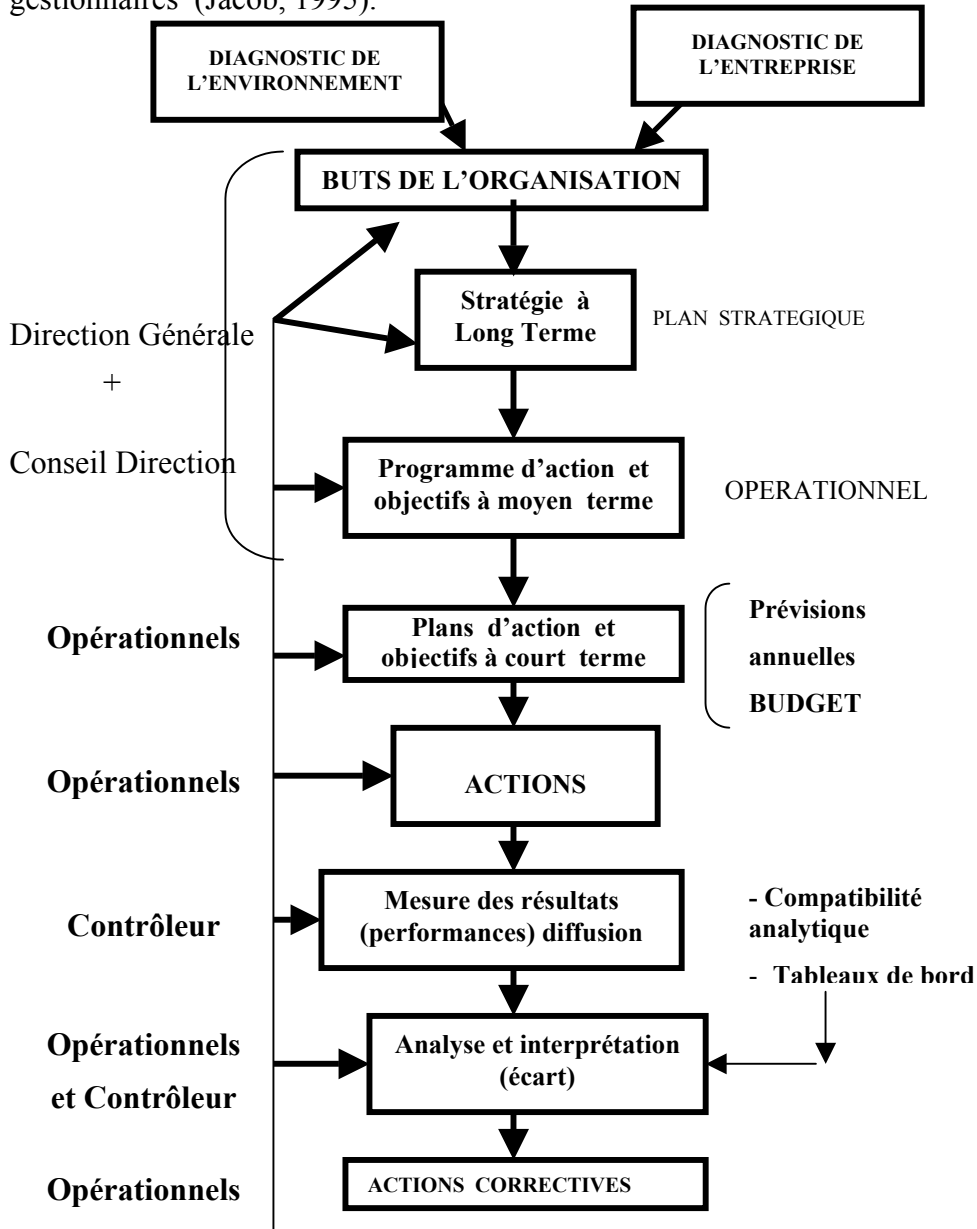 gestionnaires (Jacob, 1995).
DIAGNOSTIC DE
L’ENVIRONNEMENT
DIAGNOSTIC DE
L’ENTREPRISE
BUTS DE L’ORGANISATION
Stratégie à
Long Terme
PLAN STRATEGIQUE
Direction Générale
+
Conseil Direction
Programme d’action et
objectifs à moyen terme
OPERATIONNEL
Opérationnels
Plans d’action et
objectifs à court terme
Prévisions
annuelles
BUDGET
Opérationnels
ACTIONS
Contrôleur
Mesure des résultats
(performances) diffusion
- Compatibilité
analytique
- Tableaux de bord
Opérationnels
et Contrôleur
Analyse et interprétation
(écart)
Opérationnels
ACTIONS CORRECTIVES